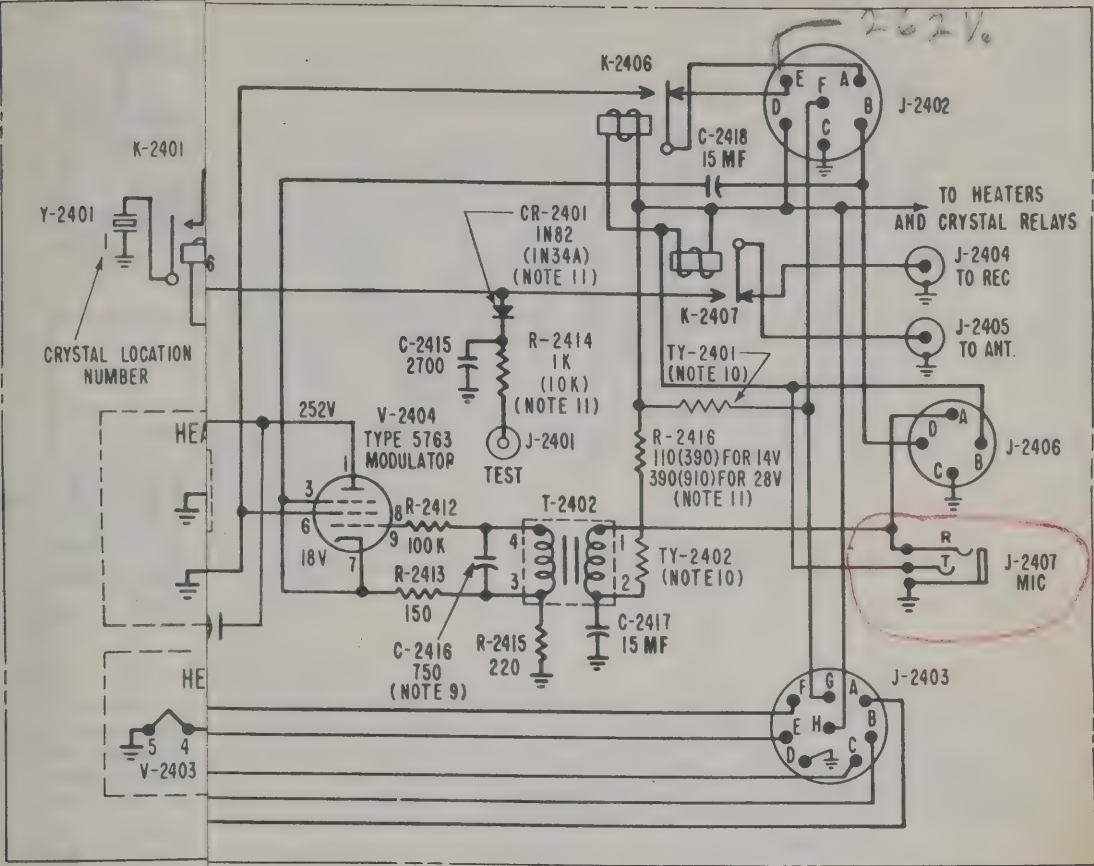 262V.
K-2406
E A
F
D B
C
J-2402
K-2401
C-2418
15 MF
Y-2401
TO HEATERS
AND CRYSTAL RELAYS
CR-2401
IN82
(IN34A)
(NOTE 11)
6
J-2404
TO REC
K-2407
J-2405
TO ANT.
CRYSTAL LOCATION
NUMBER
C-2415
2700
R-2414
1K
(10K)
(NOTE 11)
TY-2401
(NOTE 10)
252V
V-2404
TYPE 5763
MODULATOR
HEA
J-2401
TEST
R-2416
110(390) FOR 14V
390(910) FOR 28V
(NOTE 11)
A
D
B
C
J-2406
1
3
6
8
9
7
18V
R-2412
100K
T-2402
4
3
1
2
R-2413
150
TY-2402
(NOTE 10)
R
T
J-2407
MIC
C-2416
750
(NOTE 9)
R-2415
220
C-2417
15 MF
HE
5 4
V-2403
J-2403
F G A
E H B
D C